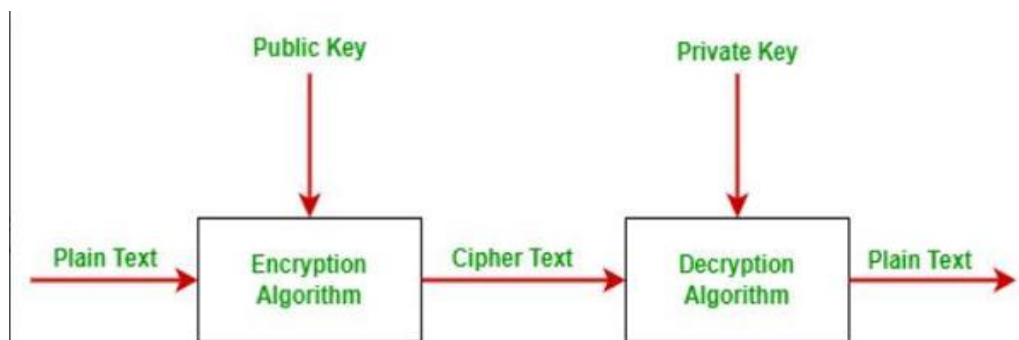 Public Key
Private Key
Plain Text
Encryption
Algorithm
Cipher Text
Decryption
Algorithm
Plain Text